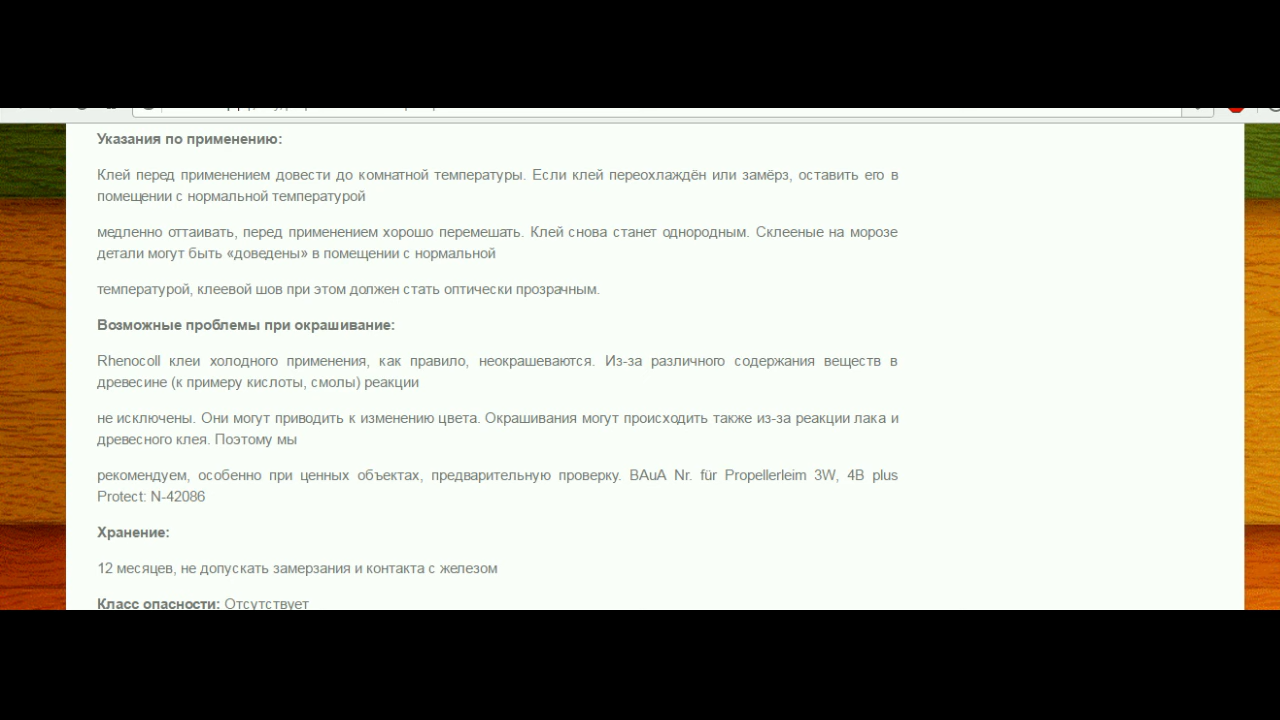 Указания по применению:
Клей перед применением довести до комнатной температуры. Если клей переохлаждён или замёрз, оставить его в
помещении с нормальной температурой
медленно оттаивать, перед применением хорошо перемешать. Клей снова станет однородным. Склееные на морозе
детали могут быть «доведены» в помещении с нормальной
температурой, клеевой шов при этом должен стать оптически прозрачным.
Возможные проблемы при окрашивание:
Rhenocoll клеи холодного применения, как правило, неокрашеваются. Из-за различного содержания веществ в
древесине (к примеру кислоты, смолы) реакции
не исключены. Они могут приводить к изменению цвета. Окрашивания могут происходить также из-за реакции лака и
древесного клея. Поэтому мы
рекомендуем, особенно при ценных объектах, предварительную проверку. BAuA Nr. für Propellerleim 3W, 4B plus
Protect: N-42086
Хранение:
12 месяцев, не допускать замерзания и контакта с железом
Класс опасности: Отсутствует